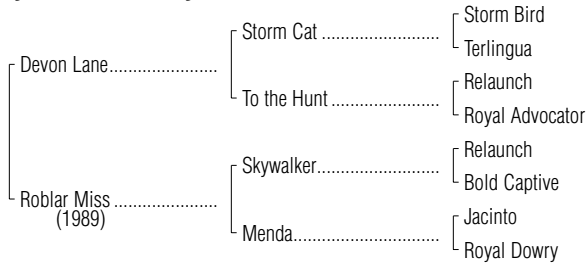 Storm Bird
Storm Cat ........................
Terlingua
Devon Lane......................
Relaunch
To the Hunt ......................
Royal Advocator
Relaunch
Skywalker.........................
Bold Captive
Roblar Miss .....................
(1989)
Jacinto
Menda.............................
Royal Dowry